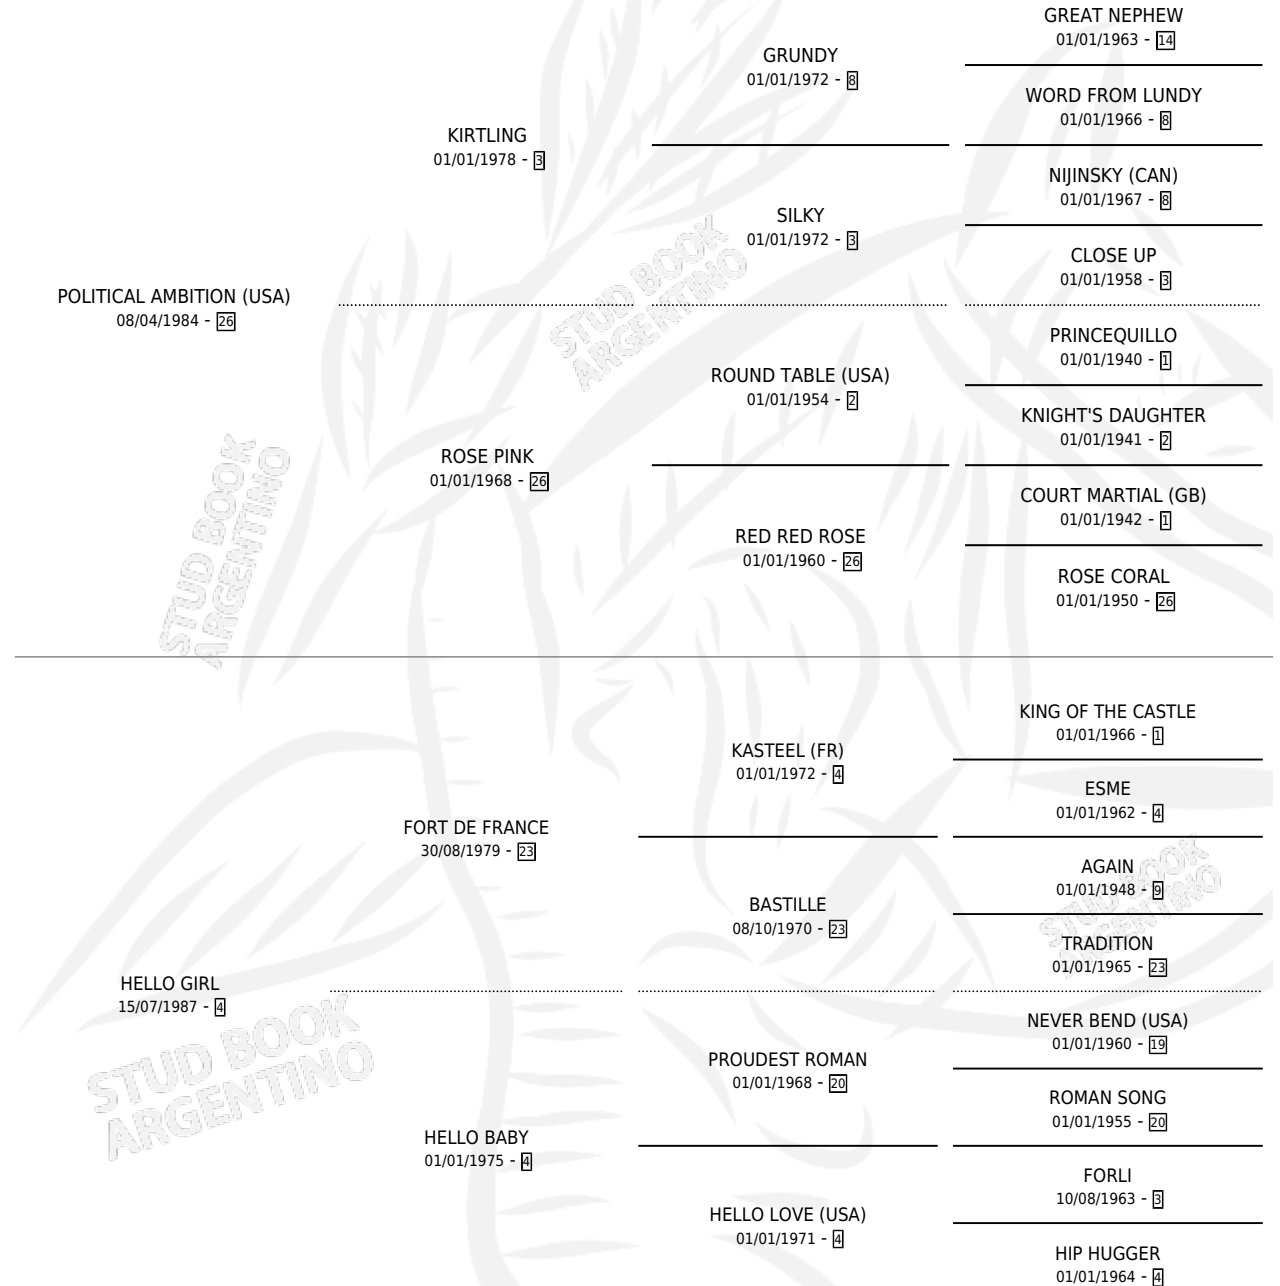 GREAT NEPHEW
01/01/1963 - 14
GRUNDY
01/01/1972 - 8
WORD FROM LUNDY
01/01/1966 - 8
KIRTLING
01/01/1978 - 3
NIJINSKY (CAN)
01/01/1967 - 8
SILKY
01/01/1972 - 3
CLOSE UP
01/01/1958 - 3
POLITICAL AMBITION (USA)
08/04/1984 - 26
PRINCEQUILLO
01/01/1940 - 1
ROUND TABLE (USA)
01/01/1954 - 2
KNIGHT'S DAUGHTER
01/01/1941 - 2
ROSE PINK
01/01/1968 - 26
COURT MARTIAL (GB)
01/01/1942 - 1
RED RED ROSE
01/01/1960 - 26
ROSE CORAL
01/01/1950 - 26
KING OF THE CASTLE
01/01/1966 - 1
KASTEEL (FR)
01/01/1972 - 4
ESME
01/01/1962 - 4
FORT DE FRANCE
30/08/1979 - 23
AGAIN
01/01/1948 - 9
BASTILLE
08/10/1970 - 23
TRADITION
01/01/1965 - 23
HELLO GIRL
15/07/1987 - 4
NEVER BEND (USA)
01/01/1960 - 19
PROUDEST ROMAN
01/01/1968 - 20
ROMAN SONG
01/01/1955 - 20
HELLO BABY
01/01/1975 - 4
FORLI
10/08/1963 - 3
HELLO LOVE (USA)
01/01/1971 - 4
HIP HUGGER
01/01/1964 - 4
STUD BOOK
ARGENTINO
STUD BOOK
ARGENTINO
STUD BOOK
ARGENTINO
STUD BOOK
ARGENTINO